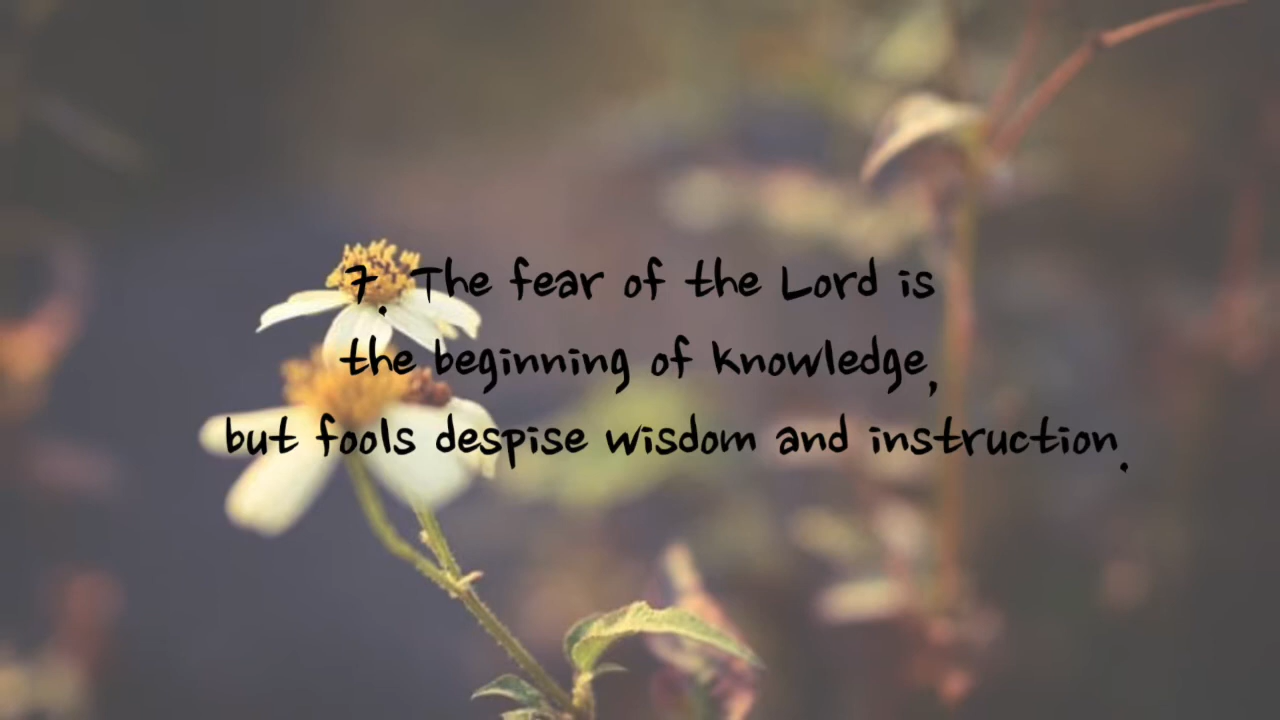 7. The fear of the Lord is
the beginning of knowledge,
but fools despise wisdom and instruction.